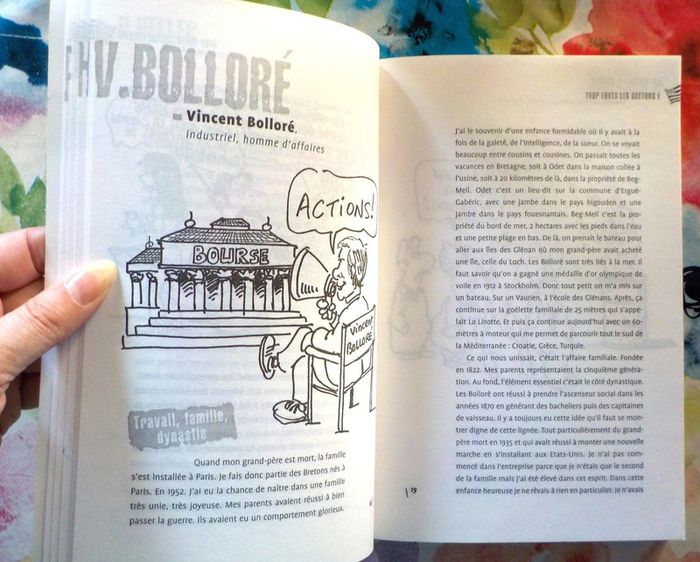 V.BOLLORÉ
Vincent Bolloré,
industriel, homme d'affaires
ACTIONS!
BOURSE
VINCENT
BOLLORÉ
Travail, famille,
dynastie
Quand mon grand-père est mort, la famille
s'est installée à Paris. Je fais donc partie des Bretons nés à
Paris. En 1952. J'ai eu la chance de naître dans une famille
très unie, très joyeuse. Mes parents avaient réussi à bien
passer la guerre. Ils avaient eu un comportement glorieux.
TROP FORTS LES BRETONS !
J'ai le souvenir d'une enfance formidable où il y avait à la
fois de la gaieté, de l'intelligence, de la sueur. On se voyait
beaucoup entre cousins et cousines. On passait toutes les
vacances en Bretagne, soit à Odet dans la maison collée à
l'usine, soit à 20 kilomètres de là, dans la propriété de Beg-
Meil. Odet c'est un lieu-dit sur la commune d'Ergué-
Gabéric, avec une jambe dans le pays bigouden et une
jambe dans le pays fouesnantais. Beg-Meil c'est la pro-
priété du bord de mer, 2 hectares avec les pieds dans l'eau
et une petite plage en bas. De là, on prenait le bateau pour
aller aux îles des Glénan où mon grand-père avait acheté
une île, celle du Loch. Les Bolloré sont très liés à la mer. Il
faut savoir qu'on a gagné une médaille d'or olympique de
voile en 1912 à Stockholm. Donc tout petit on m'a mis sur
un bateau. Sur un Vaurien, à l'école des Glénans. Après, ça
continue sur la goélette familiale de 25 mètres qui s'appe-
lait La Linotte. Et puis ça continue aujourd'hui avec un 60-
mètres à moteur qui me permet de parcourir tout le sud de
la Méditerranée : Croatie, Grèce, Turquie.
Ce qui nous unissait, c'était l'affaire familiale. Fondée
en 1822. Mes parents représentaient la cinquième généra-
tion. Au fond, l'élément essentiel c'était le côté dynastique.
Les Bolloré ont réussi à prendre l'ascenseur social dans les
années 1870 en générant des bacheliers puis des capitaines
de vaisseau. Il y a toujours eu cette idée qu'il faut se mon-
trer digne de cette lignée. Tout particulièrement du grand-
père mort en 1935 et qui avait réussi à monter une nouvelle
marche en s'installant aux Etats-Unis. Je n'ai pas com-
mencé dans l'entreprise parce que je n'étais que le second
de la famille mais j'ai été élevé dans cet esprit. Dans cette
enfance heureuse je ne rêvais à rien en particulier. Je n'avais
19